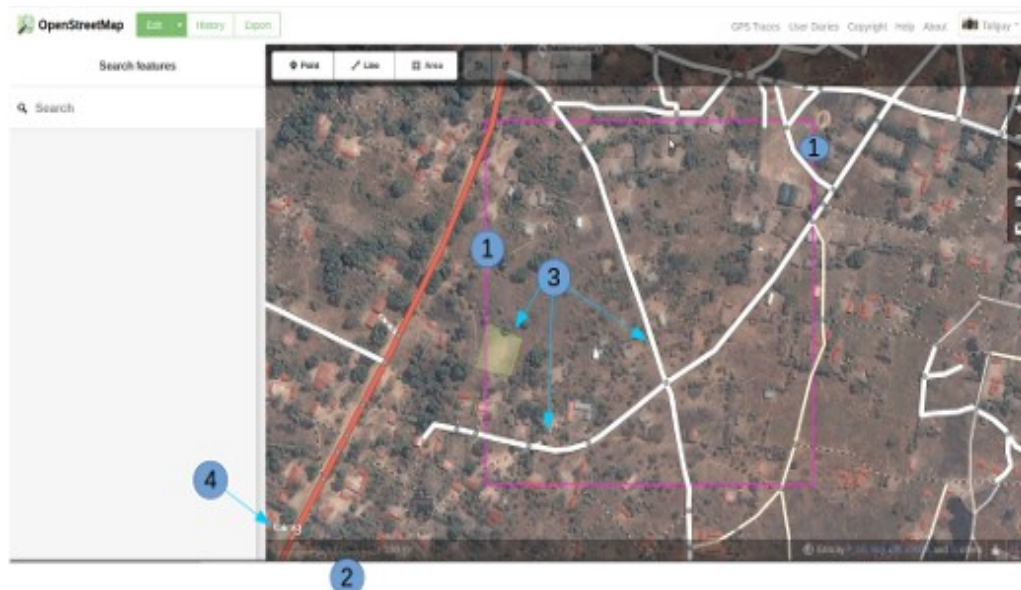 OpenStreetMap Edit History Export
GPS Traces User Diaries Copyright Help About
Search features
Point Line Area
Search
1
1
3
4
2